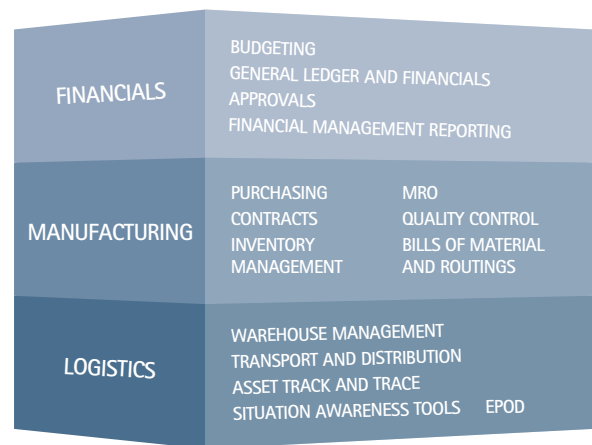 FINANCIALS
BUDGETING
GENERAL LEDGER AND FINANCIALS
APPROVALS
FINANCIAL MANAGEMENT REPORTING
MANUFACTURING
PURCHASING
CONTRACTS
INVENTORY
MANAGEMENT
MRO
QUALITY CONTROL
BILLS OF MATERIAL
AND ROUTINGS
LOGISTICS
WAREHOUSE MANAGEMENT
TRANSPORT AND DISTRIBUTION
ASSET TRACK AND TRACE
SITUATION AWARENESS TOOLS EPOD